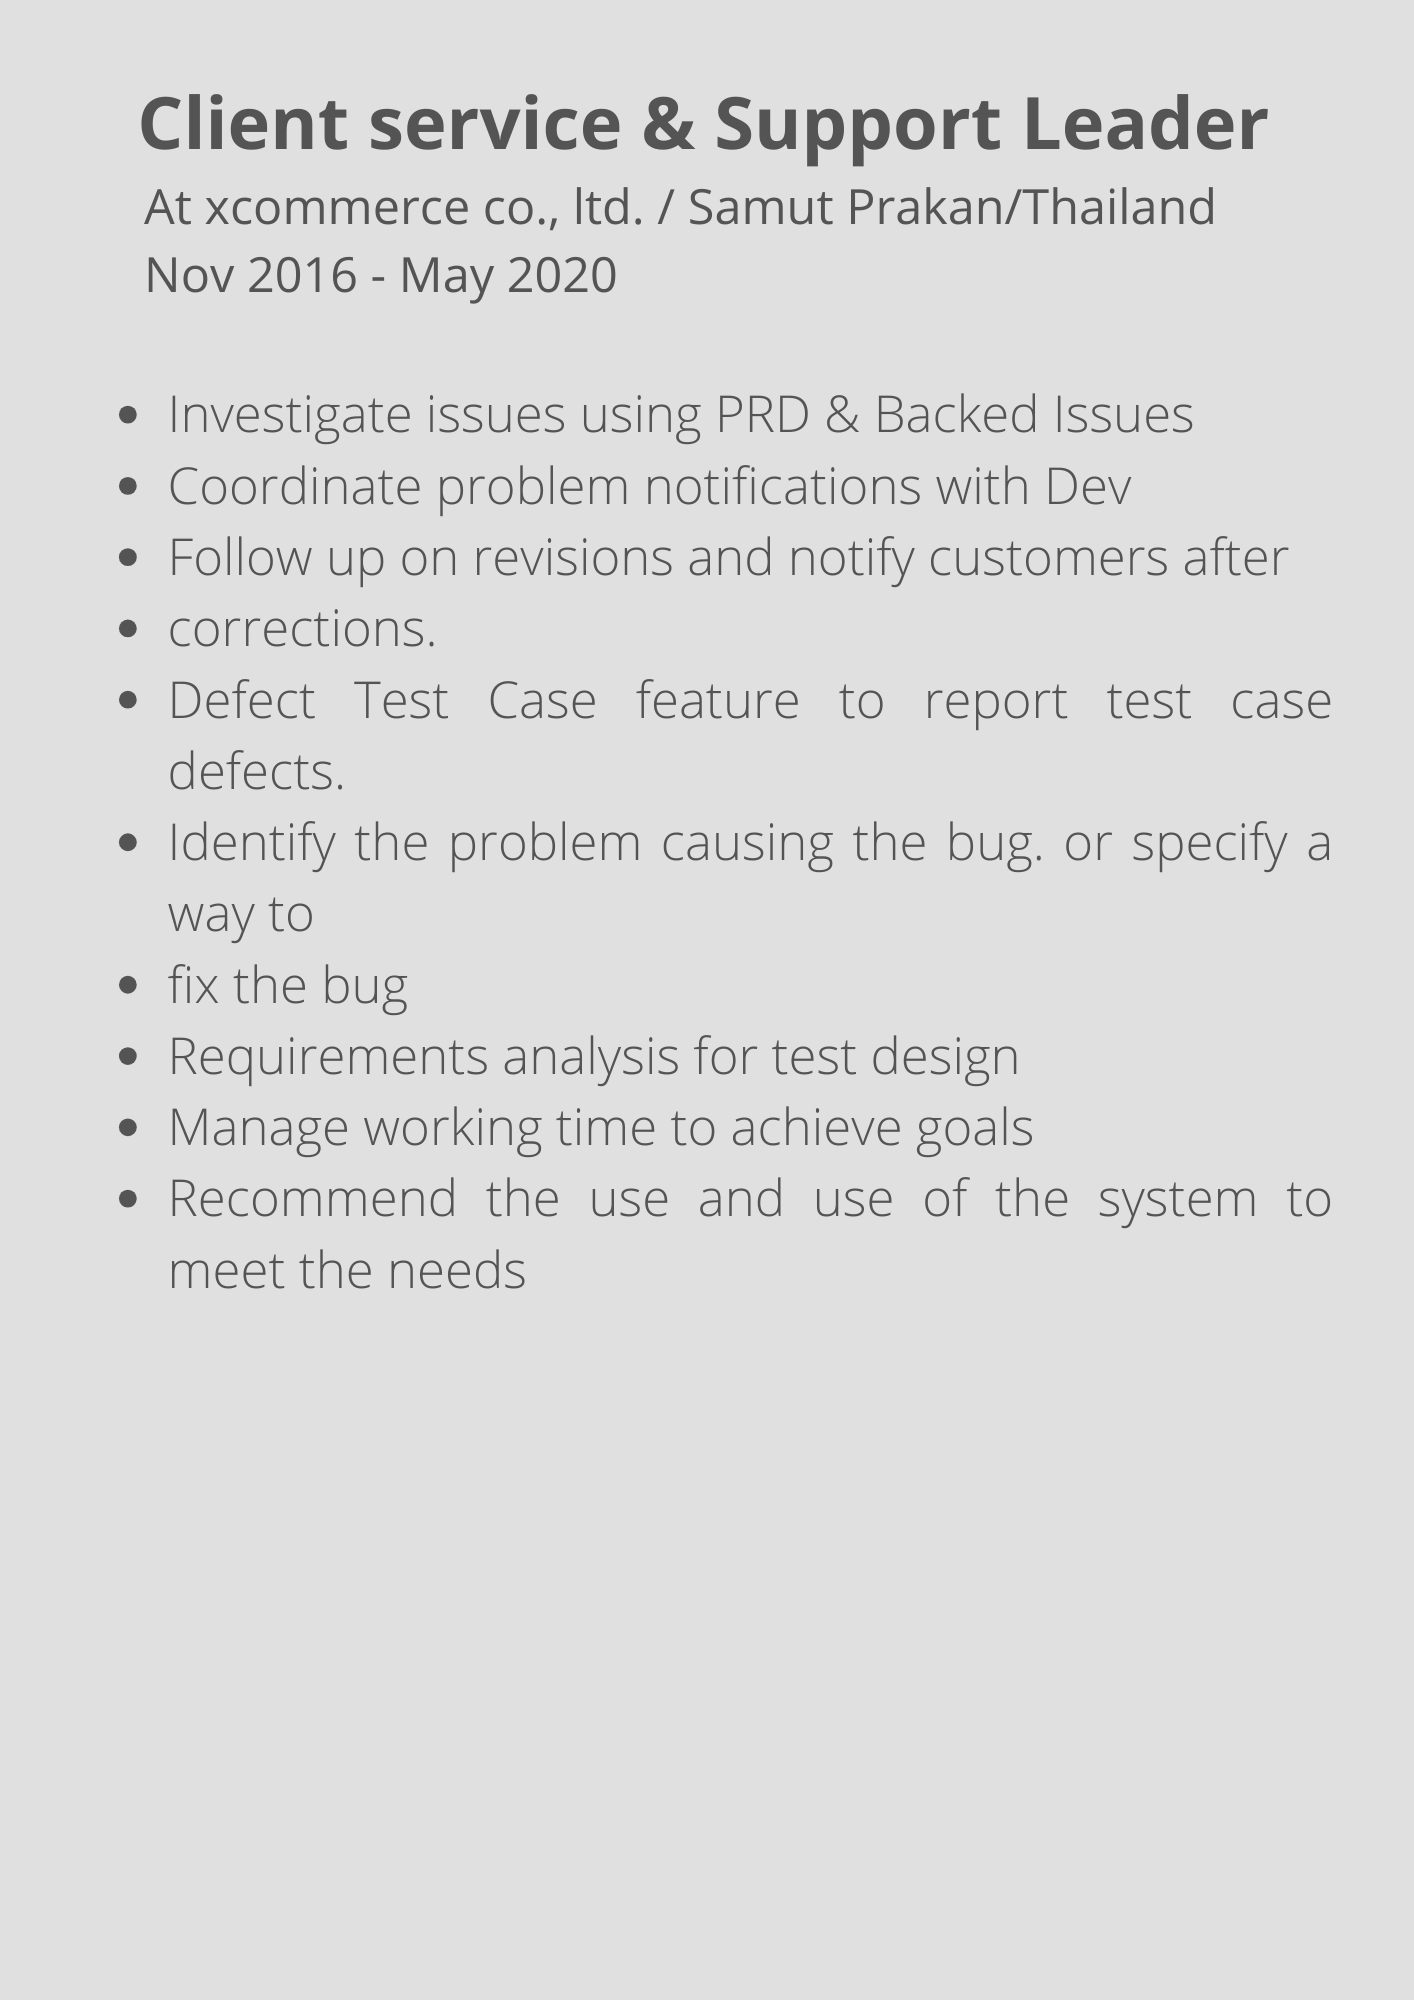 Client service & Support Leader
At xcommerce co., ltd. / Samut Prakan/Thailand
Nov 2016 - May 2020
• Investigate issues using PRD & Backed Issues
• Coordinate problem notifications with Dev
• Follow up on revisions and notify customers after
• corrections.
• Defect Test Case feature to report test case
defects.
• Identify the problem causing the bug. or specify a
way to
• fix the bug
• Requirements analysis for test design
• Manage working time to achieve goals
• Recommend the use and use of the system to
meet the needs